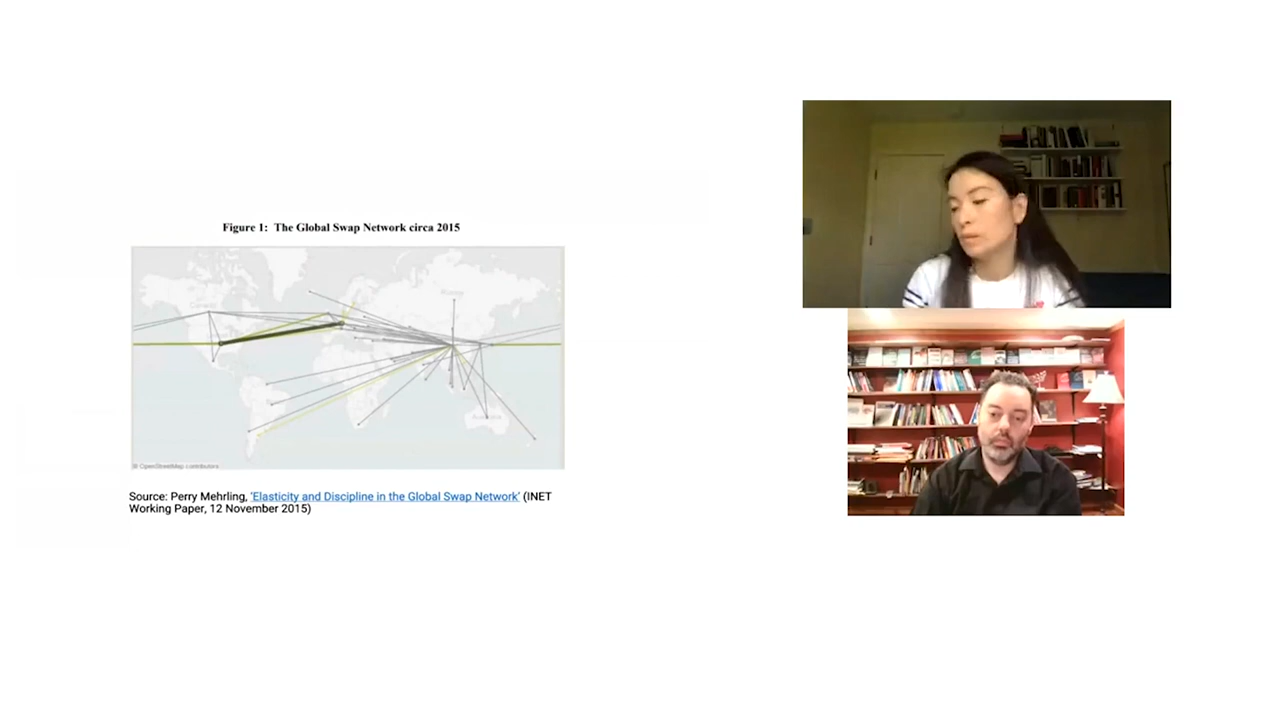 Figure 1: The Global Swap Network circa 2015
© OpenStreetMap contributors
Source: Perry Mehrling, 'Elasticity and Discipline in the Global Swap Network' (INET
Working Paper, 12 November 2015)